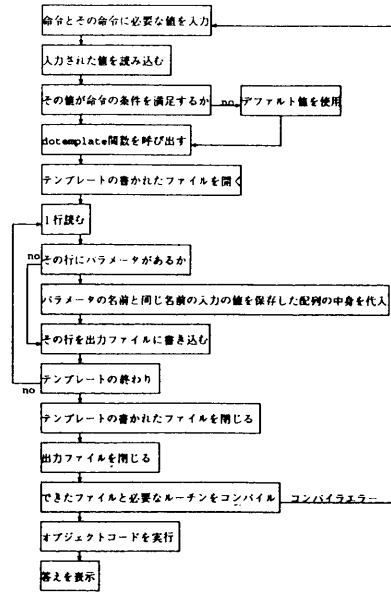 命令とその命令に必要な値を入力
入力された値を読み込む
その値が命令の条件を満足するか
no
デファルト値を使用
dotemplate関数を呼び出す
テンプレートの書かれたファイルを開く
1行読む
no
その行にパラメータがあるか
パラメータの名前と同じ名前の入力の値を保存した配列の中身を代入
その行を出力ファイルに書き込む
テンプレートの終わり
no
テンプレートの書かれたファイルを閉じる
出力ファイルを閉じる
できたファイルと必要なルーチンをコンパイル
コンパイラエラー
オブジェクトコードを実行
答えを表示